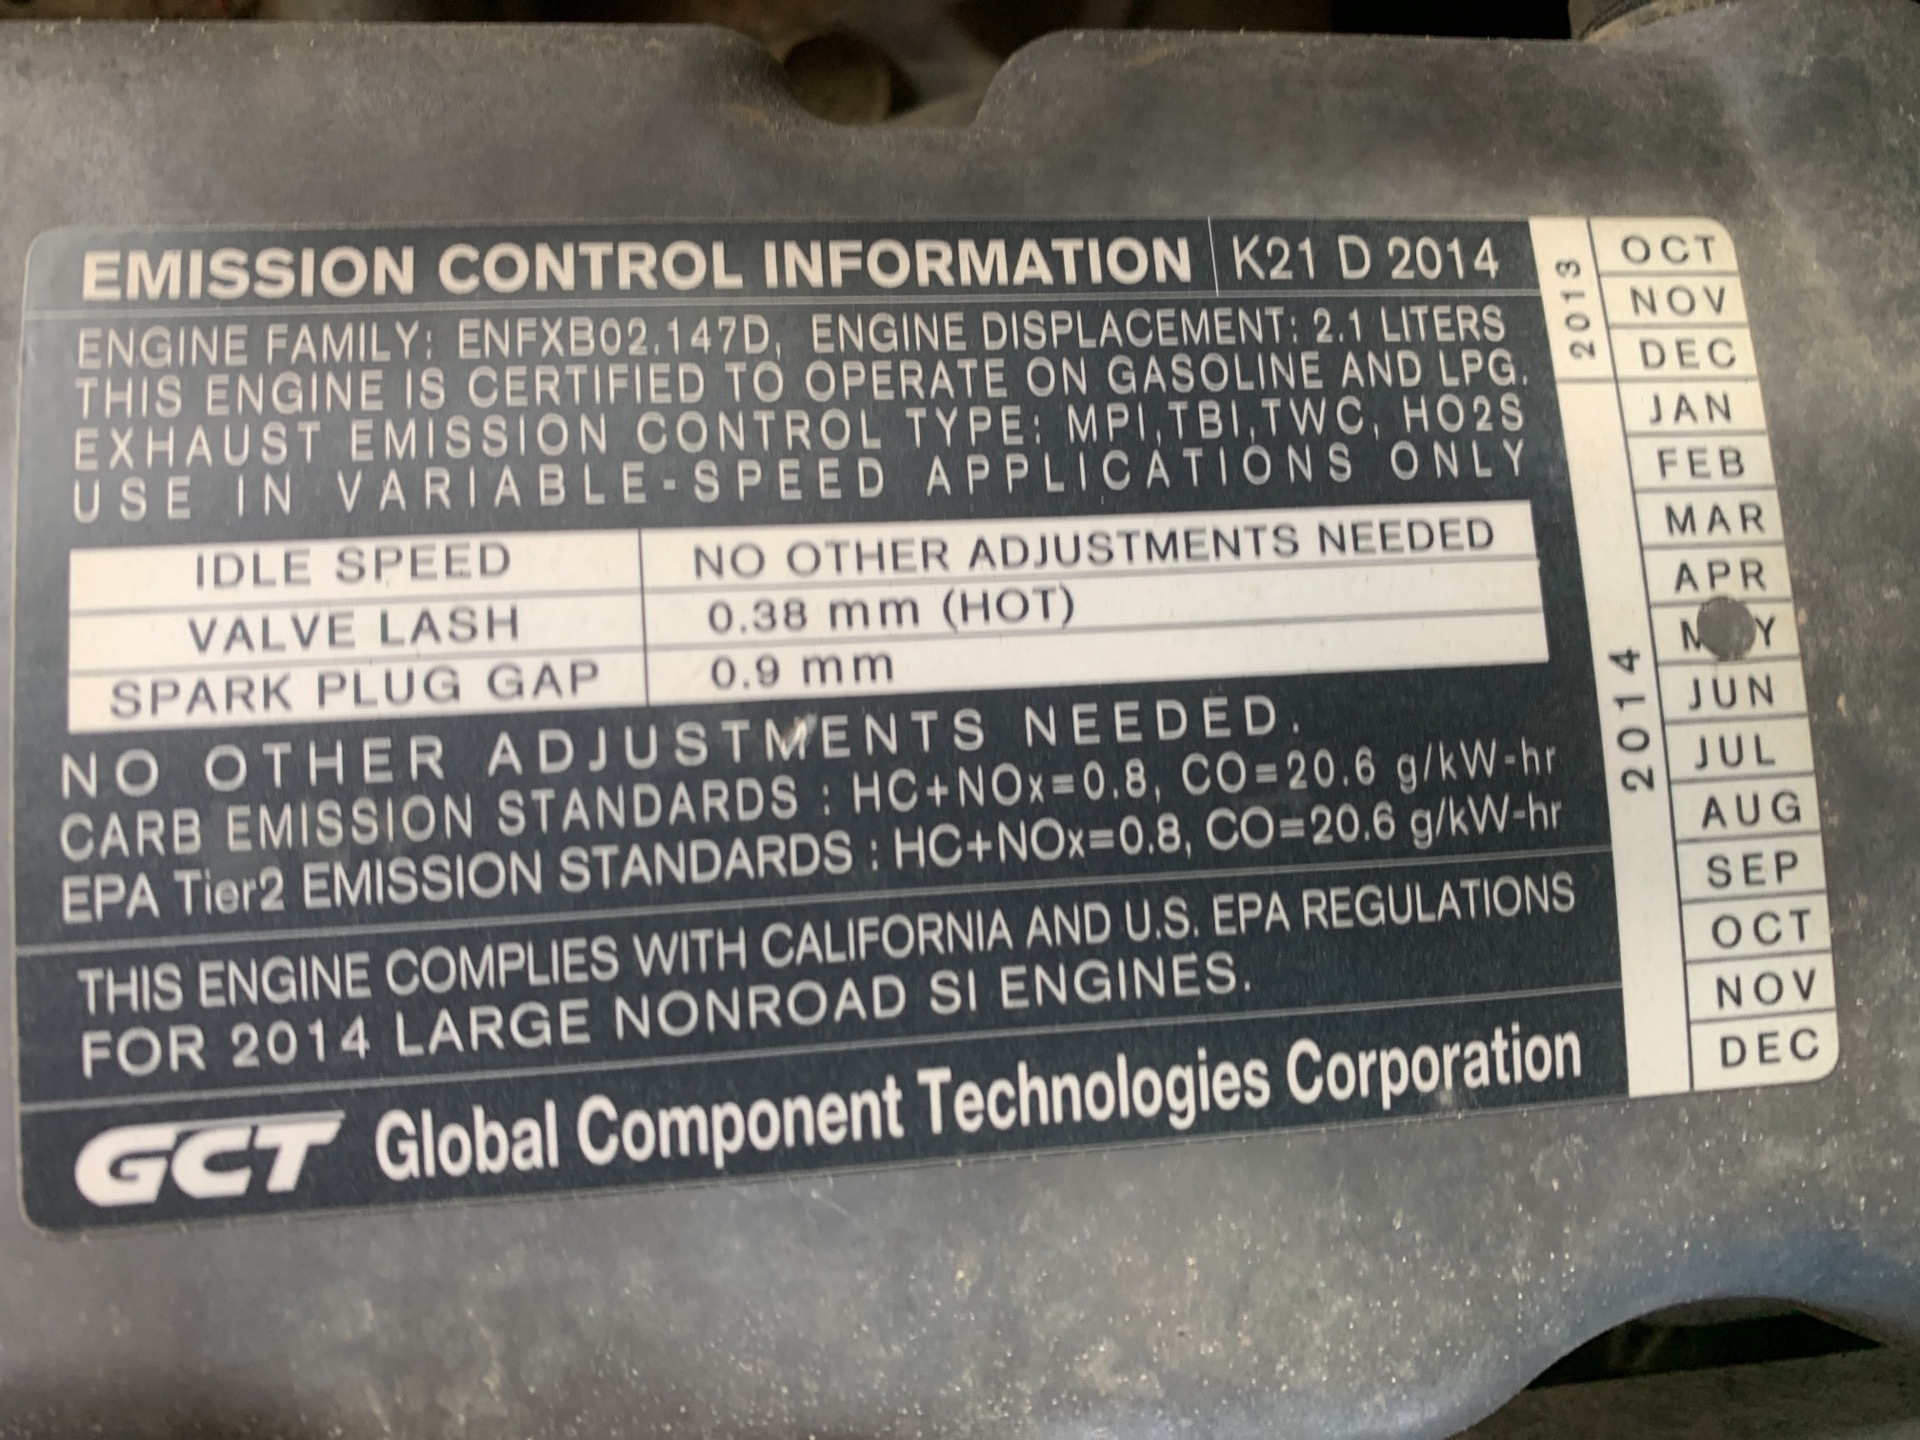 EMISSION CONTROL INFORMATION K21 D 2014
ENGINE FAMILY: ENFXB02.147D, ENGINE DISPLACEMENT: 2.1 LITERS
THIS ENGINE IS CERTIFIED TO OPERATE ON GASOLINE AND LPG.
EXHAUST EMISSION CONTROL TYPE: MPI,TBI,TWC, HO2S
USE IN VARIABLE-SPEED APPLICATIONS ONLY
IDLE SPEED NO OTHER ADJUSTMENTS NEEDED
VALVE LASH 0.38 mm (HOT)
SPARK PLUG GAP 0.9 mm
NO OTHER ADJUSTMENTS NEEDED.
CARB EMISSION STANDARDS : HC+NOx=0.8, CO=20.6 g/kW-hr
EPA Tier2 EMISSION STANDARDS : HC+NOx=0.8, CO=20.6 g/kW-hr
THIS ENGINE COMPLIES WITH CALIFORNIA AND U.S. EPA REGULATIONS
FOR 2014 LARGE NONROAD SI ENGINES.
GCT Global Component Technologies Corporation
2013
OCT
NOV
DEC
2014
JAN
FEB
MAR
APR
MAY
JUN
JUL
AUG
SEP
OCT
NOV
DEC